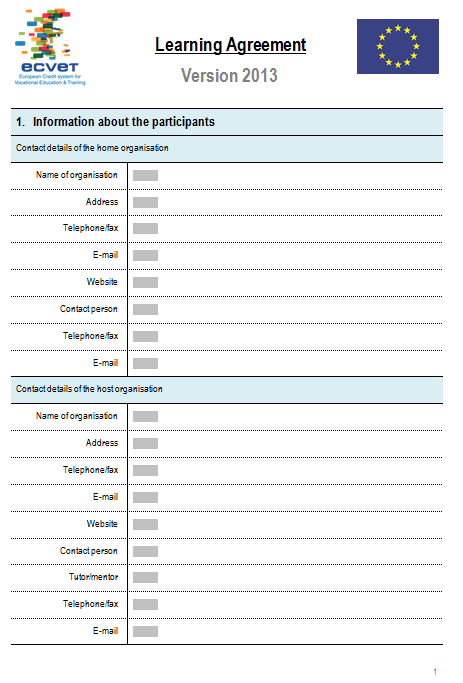 ecvet
European Credit system for
Vocational Education & Training
Learning Agreement
Version 2013
1. Information about the participants
Contact details of the home organisation
Name of organisation
Address
Telephone/fax
E-mail
Website
Contact person
Telephone/fax
E-mail
Contact details of the host organisation
Name of organisation
Address
Telephone/fax
E-mail
Website
Contact person
Tutor/mentor
Telephone/fax
E-mail
1